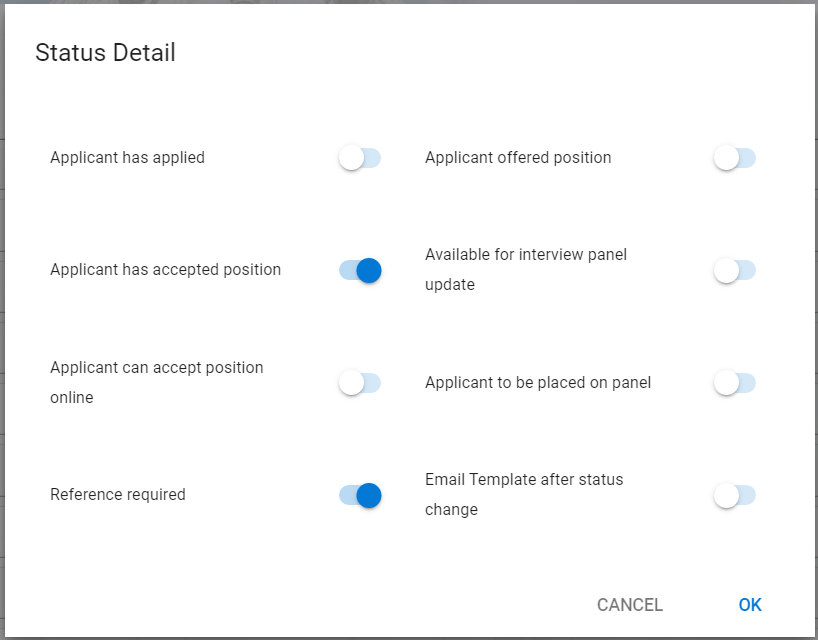 Status Detail
Applicant has applied
Applicant offered position
Applicant has accepted position
Available for interview panel
update
Applicant can accept position
online
Applicant to be placed on panel
Reference required
Email Template after status
change
CANCEL
OK